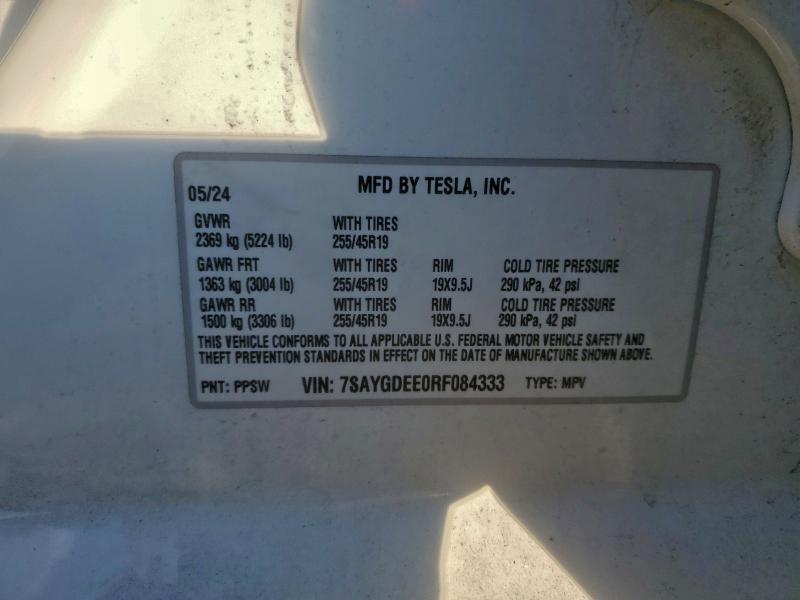 05/24 MFD BY TESLA, INC.
GVWR WITH TIRES
2369 kg (5224 lb) 255/45R19
GAWR FRT WITH TIRES RIM COLD TIRE PRESSURE
1363 kg (3004 lb) 255/45R19 19X9.5J 290 kPa, 42 psi
GAWR RR WITH TIRES RIM COLD TIRE PRESSURE
1500 kg (3306 lb) 255/45R19 19X9.5J 290 kPa, 42 psi
THIS VEHICLE CONFORMS TO ALL APPLICABLE U.S. FEDERAL MOTOR VEHICLE SAFETY AND
THEFT PREVENTION STANDARDS IN EFFECT ON THE DATE OF MANUFACTURE SHOWN ABOVE.
PNT: PPSW VIN: 7SAYGDEE0RF084333 TYPE: MPV